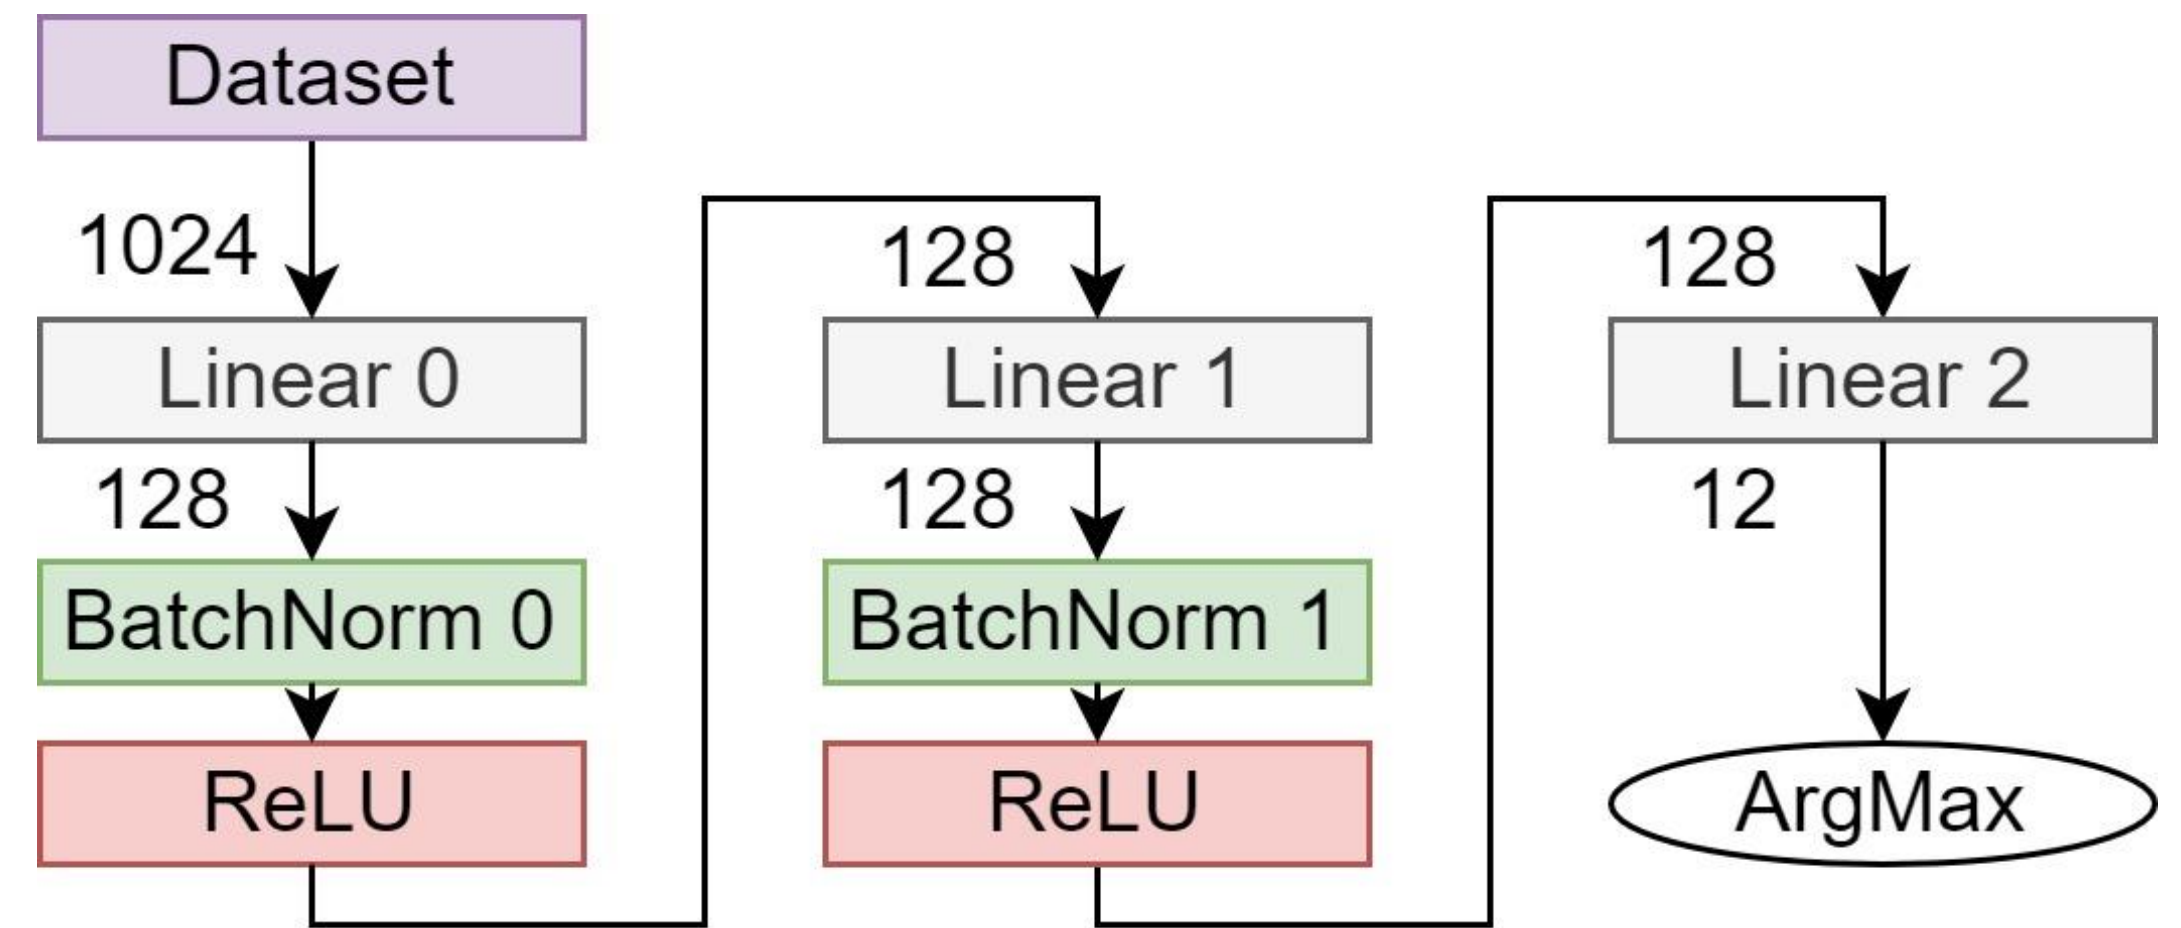 Dataset
1024
Linear 0
128
BatchNorm 0
ReLU
128
Linear 1
128
BatchNorm 1
ReLU
128
Linear 2
12
ArgMax